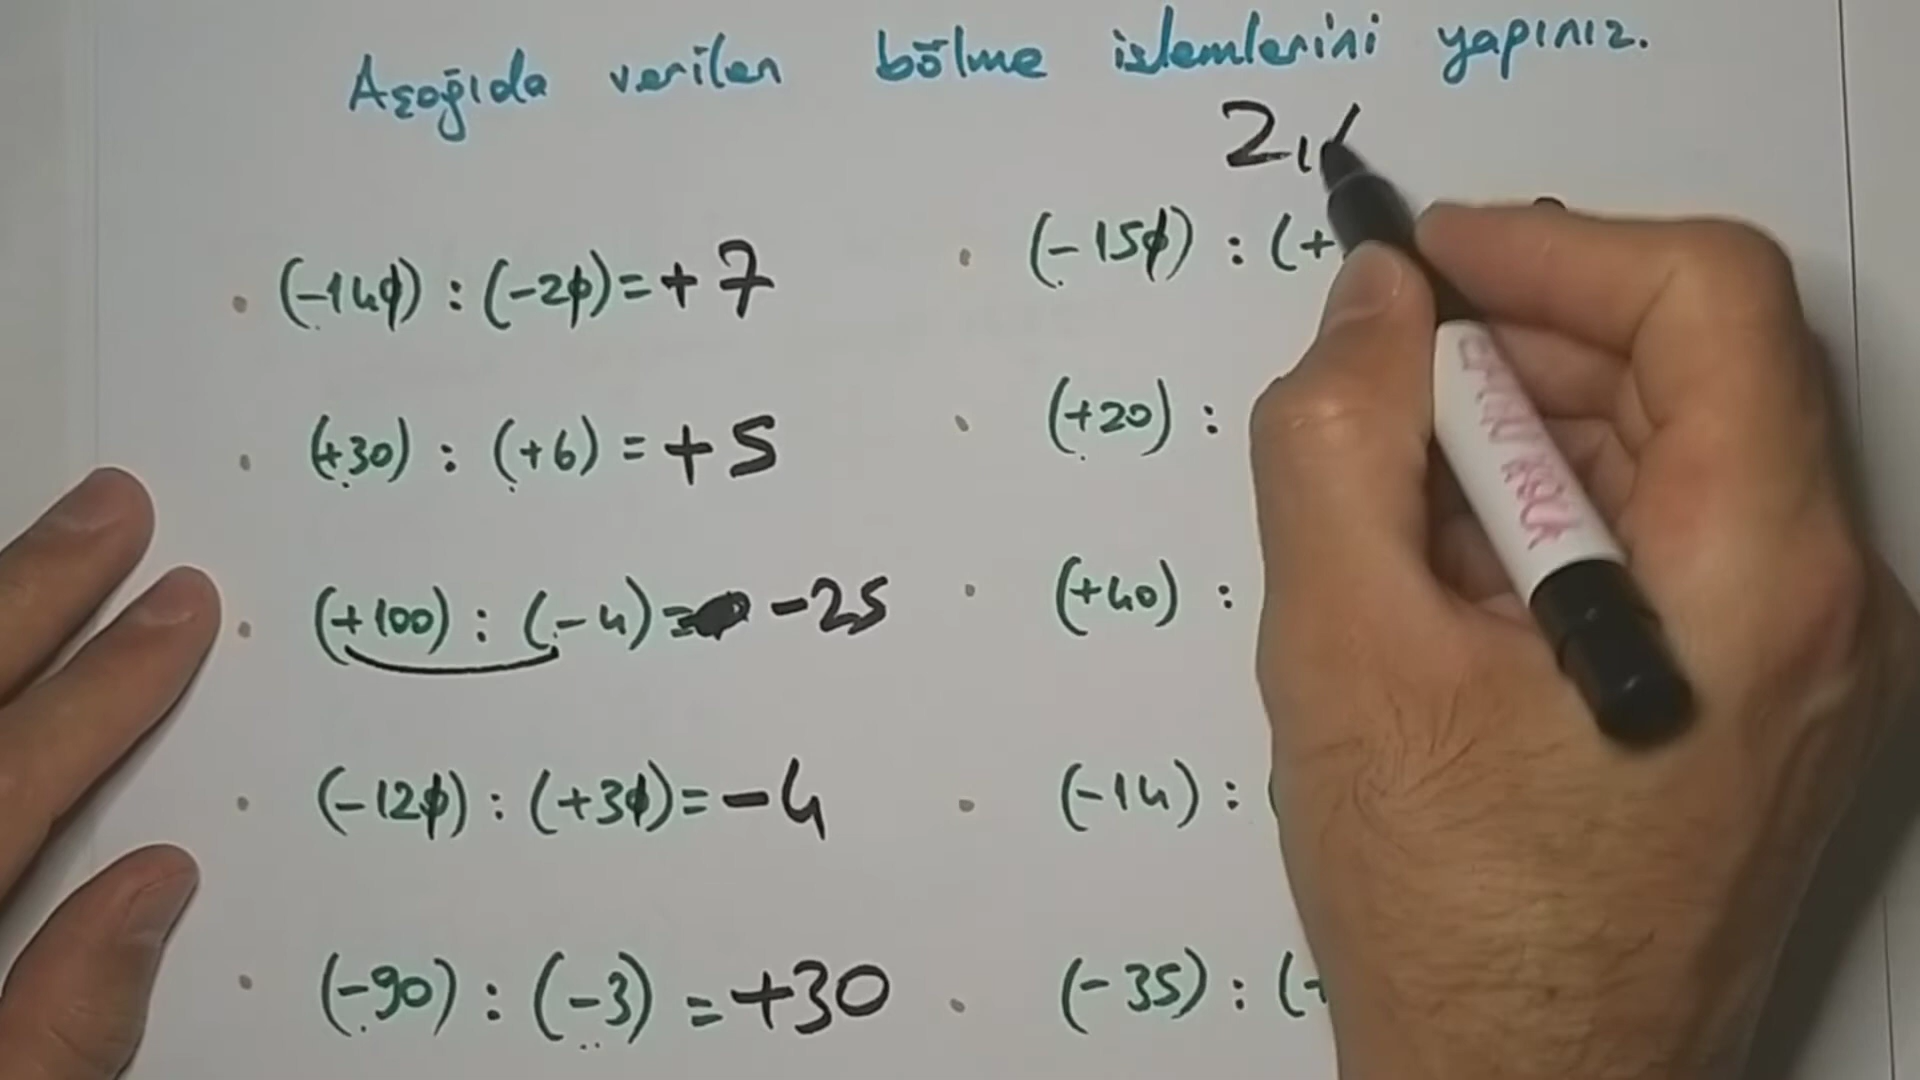 Aşağıda verilen bölme işlemlerini yapınız.
2,
(-140) : (-20) = +7
(-150) : (+
(+30) : (+6) = +5
(+20) :
(+100) : (-4) = -25
(+40) :
(-120) : (+30) = -4
(-14) : (
(-90) : (-3) = +30
(-35) : (-